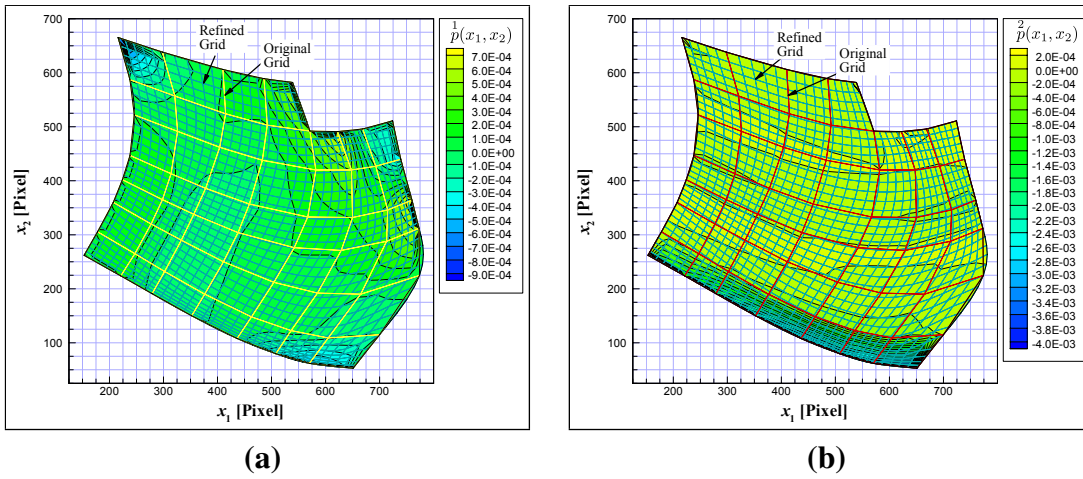 700
600
500
400
300
200
100
200 300 400 500 600 700
x₂ [Pixel]
x₁ [Pixel]
Refined
Grid
Original
Grid
¹p(x₁, x₂)
7.0E-04
6.0E-04
5.0E-04
4.0E-04
3.0E-04
2.0E-04
1.0E-04
0.0E+00
-1.0E-04
-2.0E-04
-3.0E-04
-4.0E-04
-5.0E-04
-6.0E-04
-7.0E-04
-8.0E-04
-9.0E-04
(a)
700
600
500
400
300
200
100
200 300 400 500 600 700
x₂ [Pixel]
x₁ [Pixel]
Refined
Grid
Original
Grid
²p(x₁, x₂)
2.0E-04
0.0E+00
-2.0E-04
-4.0E-04
-6.0E-04
-8.0E-04
-1.0E-03
-1.2E-03
-1.4E-03
-1.6E-03
-1.8E-03
-2.0E-03
-2.2E-03
-2.4E-03
-2.6E-03
-2.8E-03
-3.0E-03
-3.2E-03
-3.4E-03
-3.6E-03
-3.8E-03
-4.0E-03
(b)